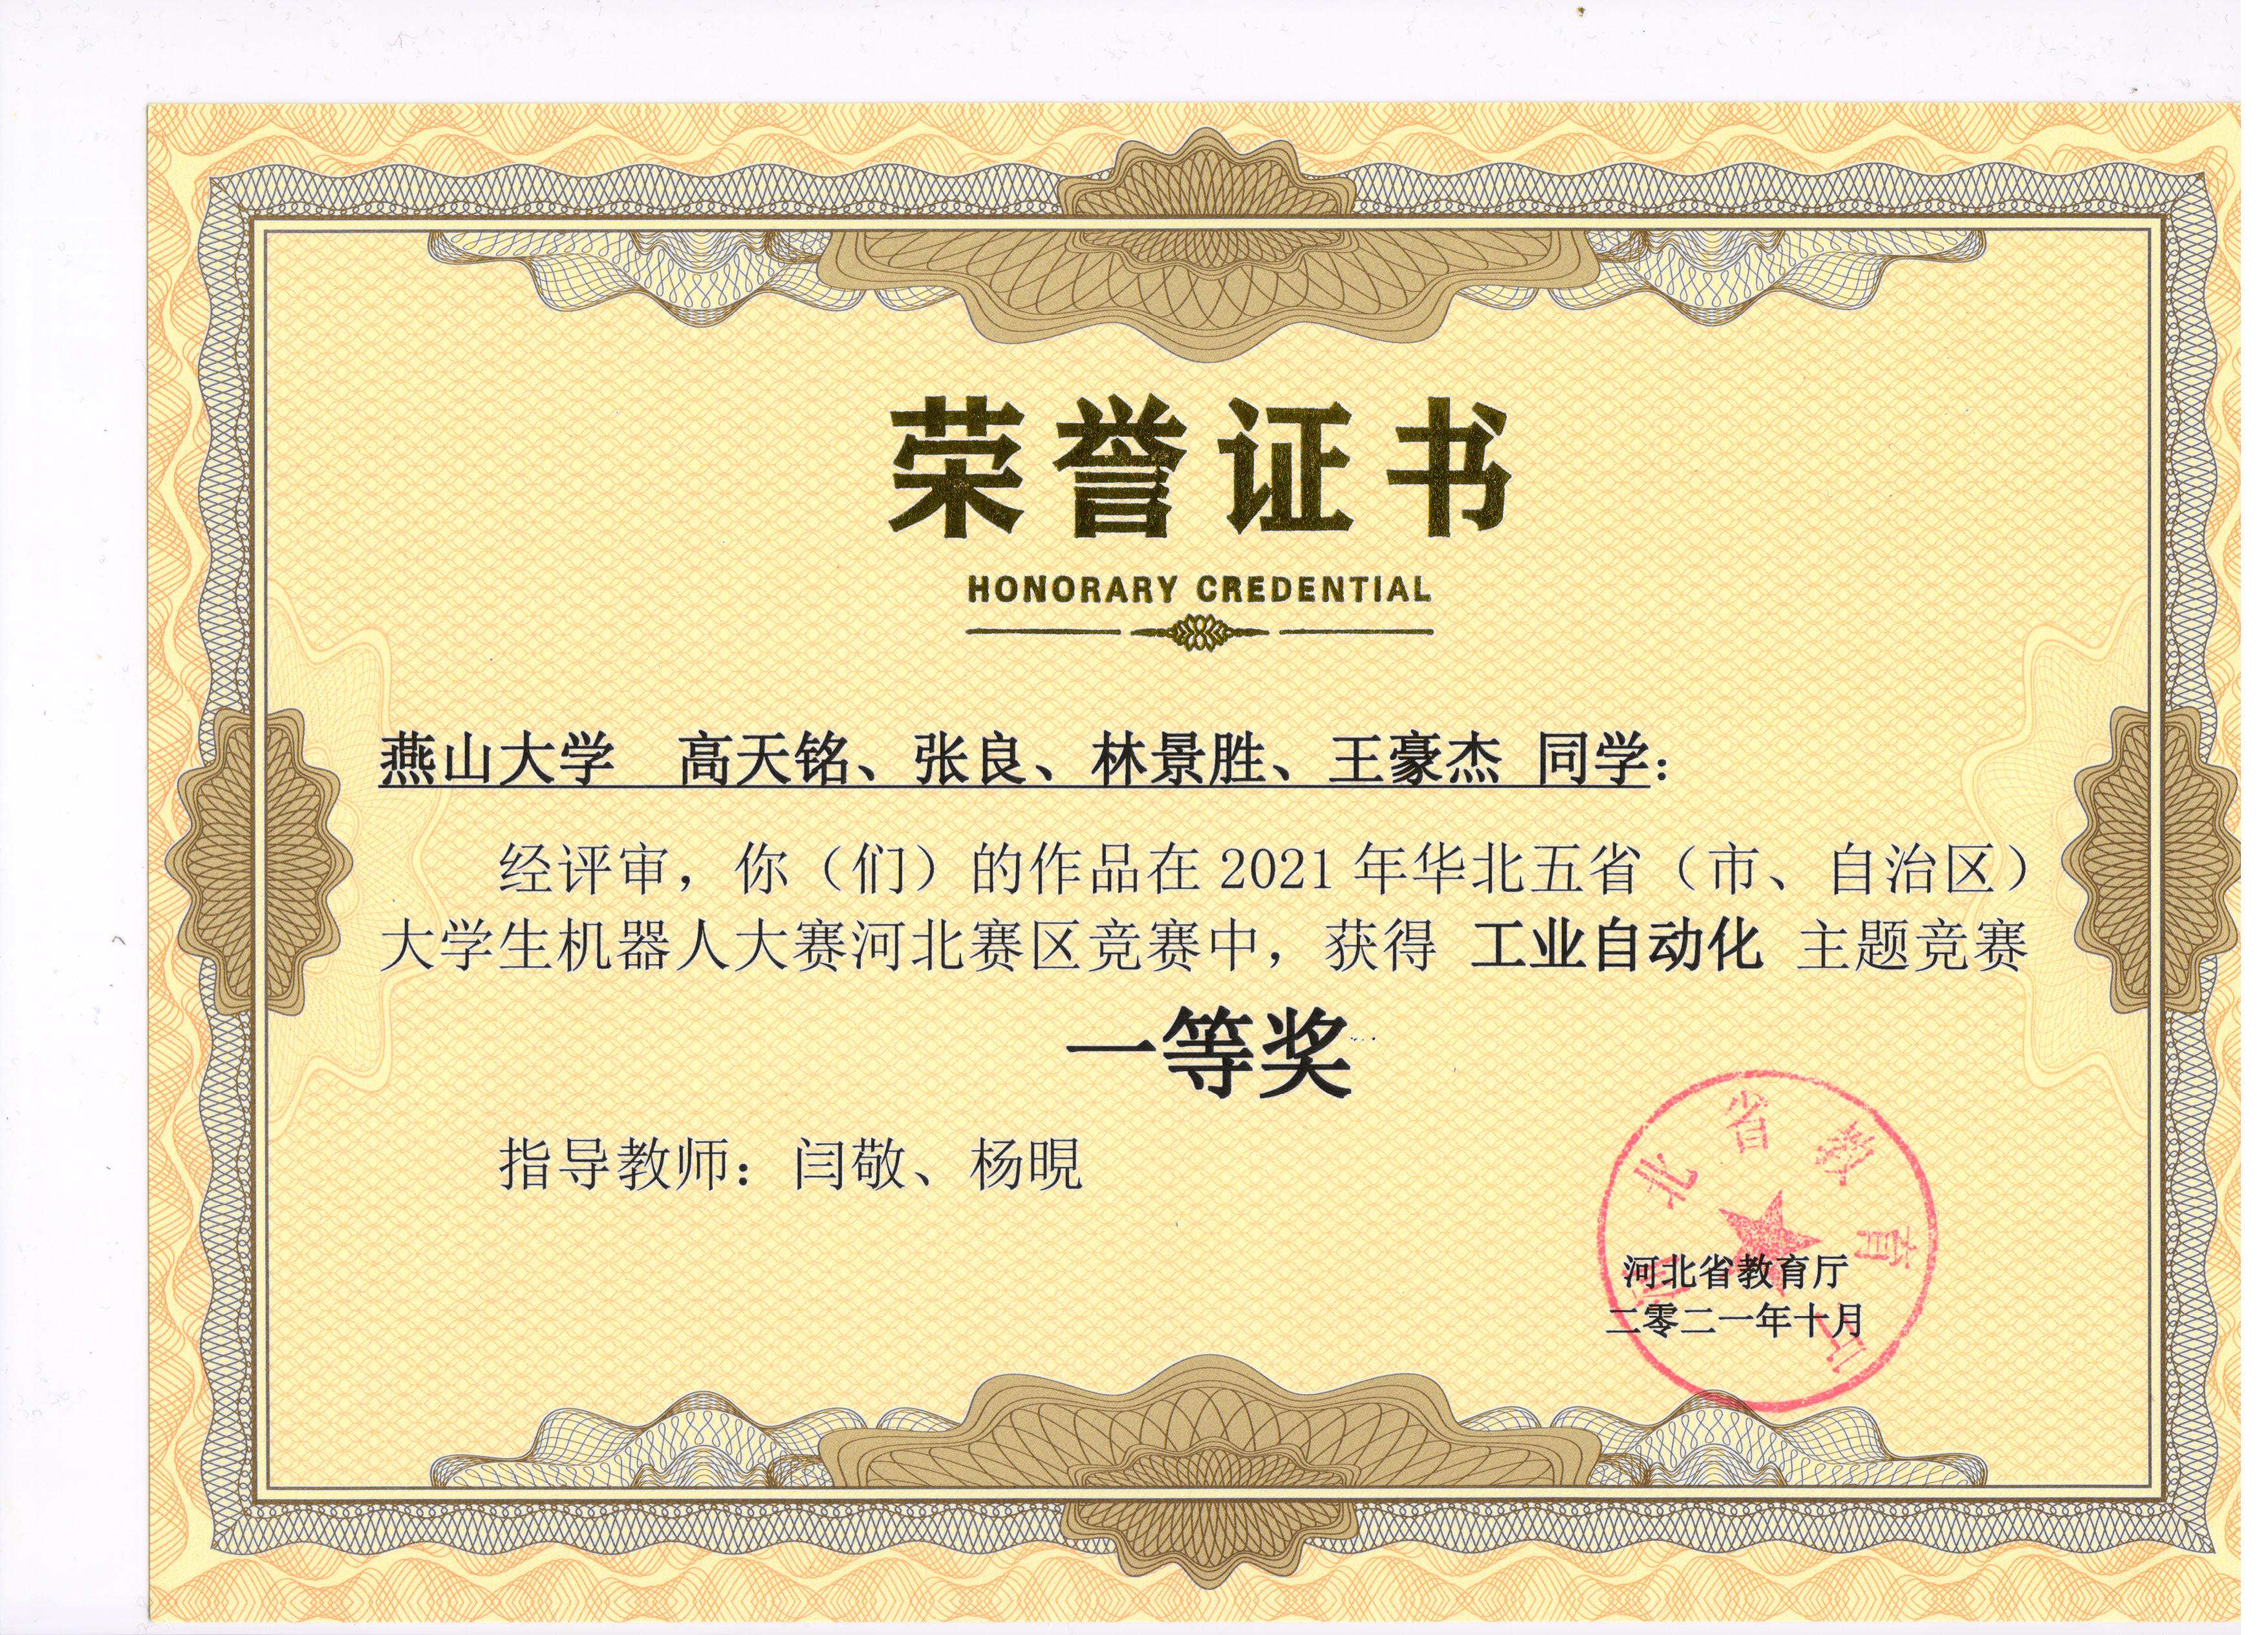 荣誉证书
HONORARY CREDENTIAL
燕山大学 高天铭、张良、林景胜、王豪杰 同学：
经评审，你（们）的作品在 2021 年华北五省（市、自治区）
大学生机器人大赛河北赛区竞赛中，获得 工业自动化 主题竞赛
一等奖
指导教师：闫敬、杨晛
河北省教育厅
河北省教育厅
二零二一年十月